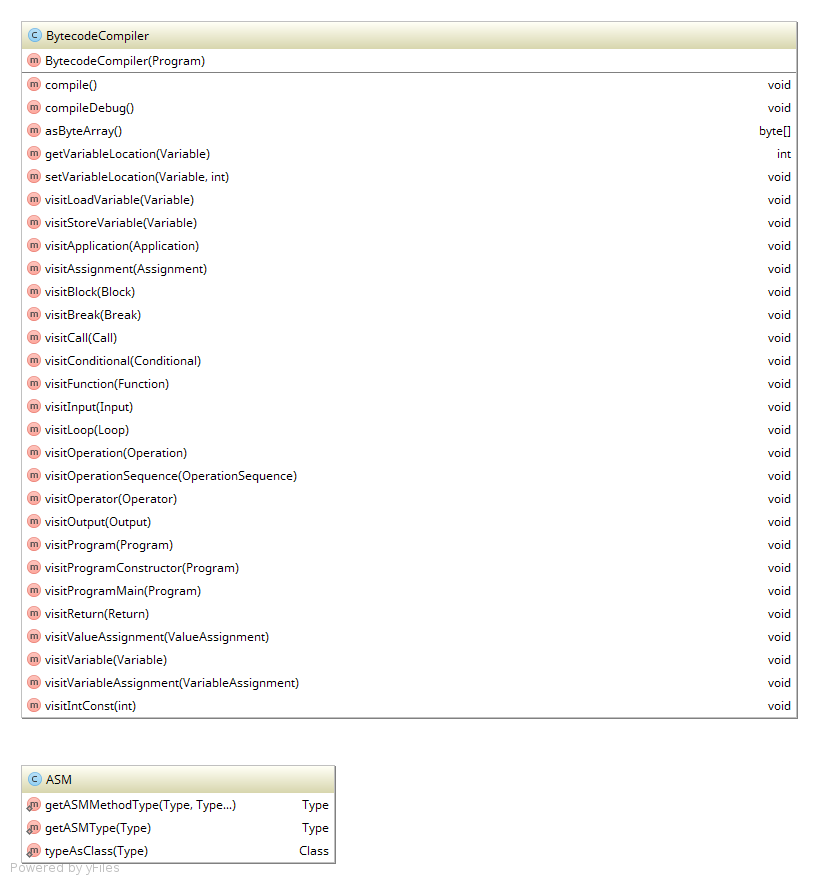 C BytecodeCompiler
m BytecodeCompiler(Program)
m compile() void
m compileDebug() void
m asByteArray() byte[]
m getVariableLocation(Variable) int
m setVariableLocation(Variable, int) void
m visitLoadVariable(Variable) void
m visitStoreVariable(Variable) void
m visitApplication(Application) void
m visitAssignment(Assignment) void
m visitBlock(Block) void
m visitBreak(Break) void
m visitCall(Call) void
m visitConditional(Conditional) void
m visitFunction(Function) void
m visitInput(Input) void
m visitLoop(Loop) void
m visitOperation(Operation) void
m visitOperationSequence(OperationSequence) void
m visitOperator(Operator) void
m visitOutput(Output) void
m visitProgram(Program) void
m visitProgramConstructor(Program) void
m visitProgramMain(Program) void
m visitReturn(Return) void
m visitValueAssignment(ValueAssignment) void
m visitVariable(Variable) void
m visitVariableAssignment(VariableAssignment) void
m visitIntConst(int) void
C ASM
m getASMMethodType(Type, Type...) Type
m getASMType(Type) Type
m typeAsClass(Type) Class
Powered by yFiles